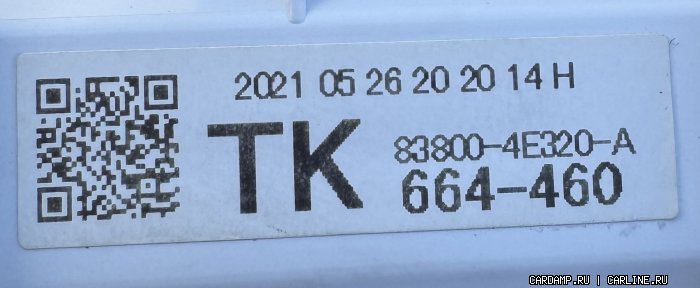 2021 05 26 20 20 14 H
TK
83800-4E320-A
664-460
CARDAMP.RU | CARLINE.RU